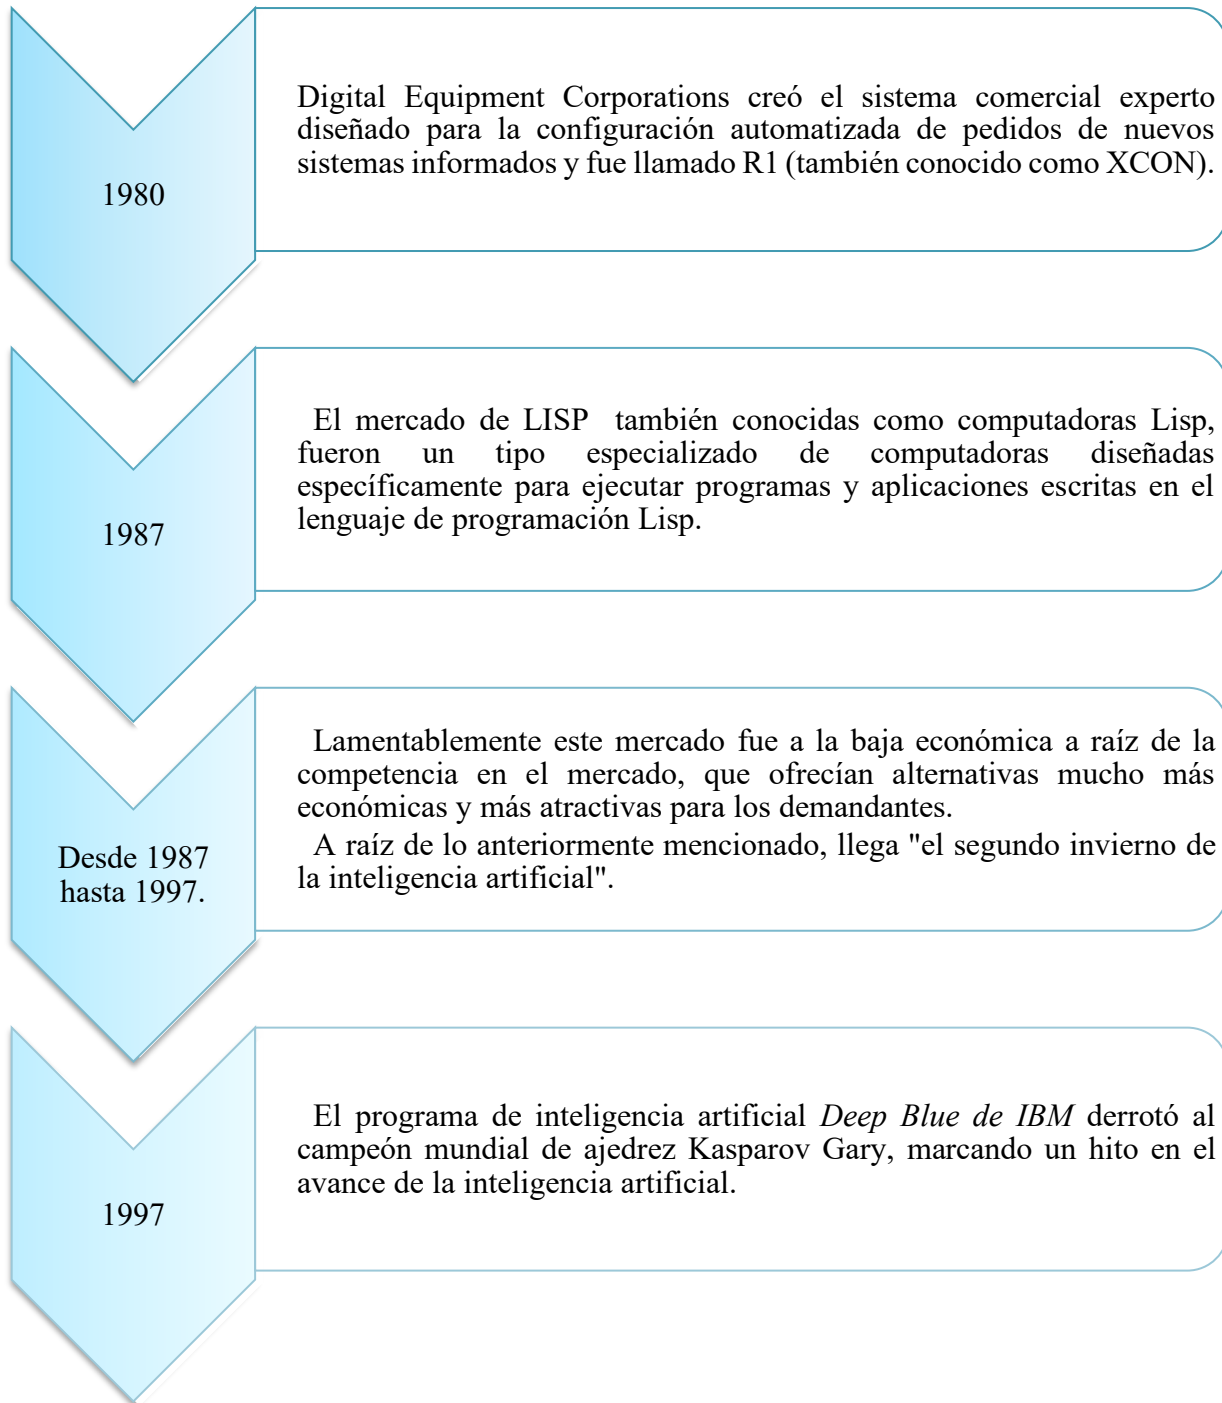 1980
Digital Equipment Corporations creó el sistema comercial experto
diseñado para la configuración automatizada de pedidos de nuevos
sistemas informados y fue llamado R1 (también conocido como XCON).
1987
El mercado de LISP también conocidas como computadoras Lisp,
fueron un tipo especializado de computadoras diseñadas
específicamente para ejecutar programas y aplicaciones escritas en el
lenguaje de programación Lisp.
Desde 1987
hasta 1997.
Lamentablemente este mercado fue a la baja económica a raíz de la
competencia en el mercado, que ofrecían alternativas mucho más
económicas y más atractivas para los demandantes.
A raíz de lo anteriormente mencionado, llega "el segundo invierno de
la inteligencia artificial".
1997
El programa de inteligencia artificial Deep Blue de IBM derrotó al
campeón mundial de ajedrez Kasparov Gary, marcando un hito en el
avance de la inteligencia artificial.